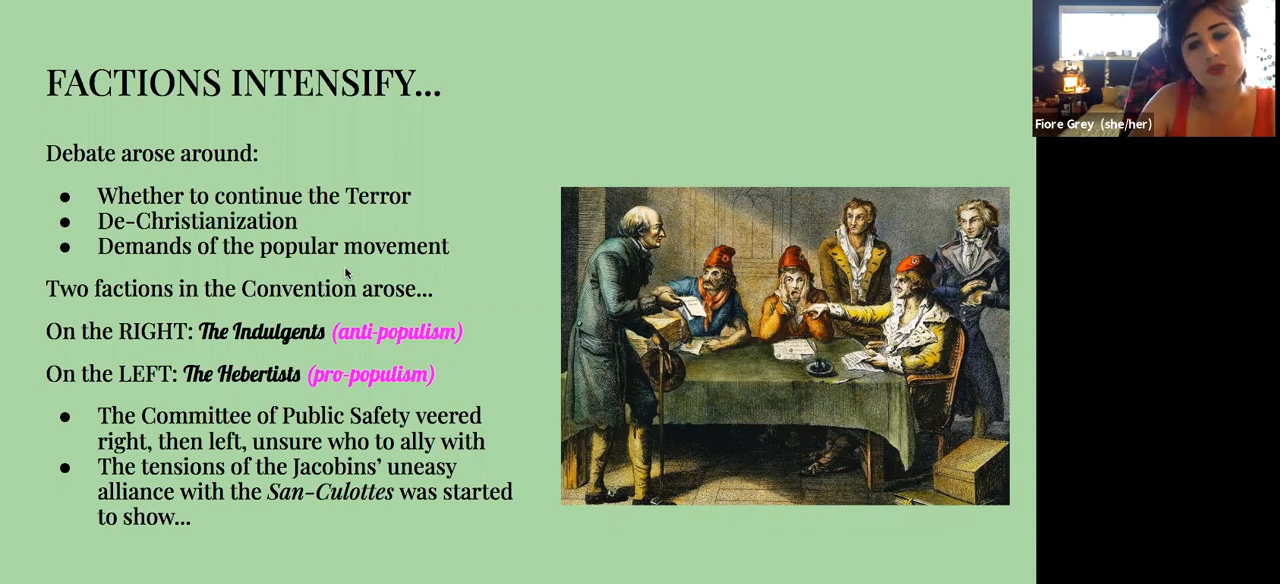 FACTIONS INTENSIFY...
Debate arose around:
● Whether to continue the Terror
● De-Christianization
● Demands of the popular movement
Two factions in the Convention arose...
On the RIGHT: The Indulgents (anti-populism)
On the LEFT: The Hebertists (pro-populism)
● The Committee of Public Safety veered
right, then left, unsure who to ally with
● The tensions of the Jacobins' uneasy
alliance with the San-Culottes was started
to show...
Fiore Grey (she/her)